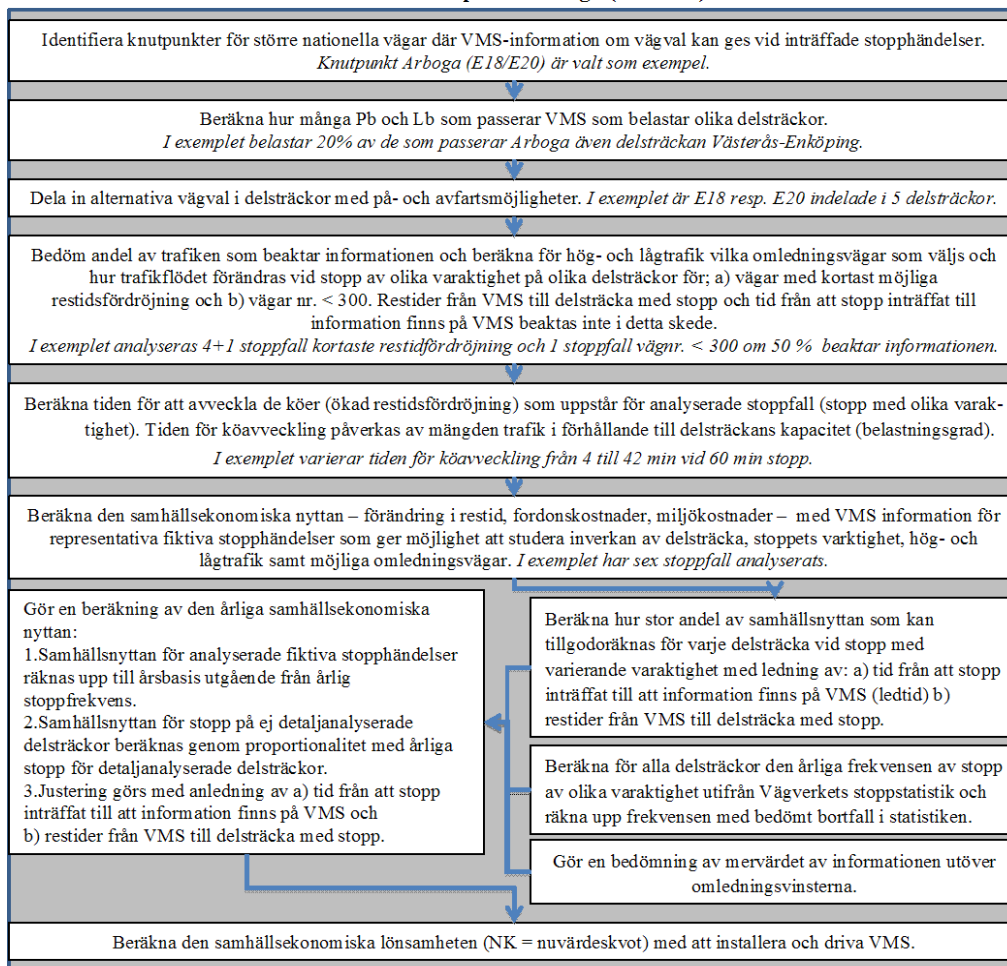 Identifiera knutpunkter för större nationella vägar där VMS-information om vägval kan ges vid inträffade stopphändelser.
Knutpunkt Arboga (E18/E20) är valt som exempel.
Beräkna hur många Pb och Lb som passerar VMS som belastar olika delsträckor.
I exemplet belastar 20% av de som passerar Arboga även delsträckan Västerås-Enköping.
Dela in alternativa vägval i delsträckor med på- och avfartsmöjligheter. I exemplet är E18 resp. E20 indelade i 5 delsträckor.
Bedöm andel av trafiken som beaktar informationen och beräkna för hög- och lågtrafik vilka omledningsvägar som väljs och
hur trafikflödet förändras vid stopp av olika varaktighet på olika delsträckor för; a) vägar med kortast möjliga
restidsfördröjning och b) vägar nr. < 300. Restider från VMS till delsträcka med stopp och tid från att stopp inträffat till
information finns på VMS beaktas inte i detta skede.
I exemplet analyseras 4+1 stoppfall kortaste restidfördröjning och 1 stoppfall vägnr. < 300 om 50 % beaktar informationen.
Beräkna tiden för att avveckla de köer (ökad restidsfördröjning) som uppstår för analyserade stoppfall (stopp med olika varak-
tighet). Tiden för köavveckling påverkas av mängden trafik i förhållande till delsträckans kapacitet (belastningsgrad).
I exemplet varierar tiden för köavveckling från 4 till 42 min vid 60 min stopp.
Beräkna den samhällsekonomiska nyttan – förändring i restid, fordonskostnader, miljökostnader – med VMS information för
representativa fiktiva stopphändelser som ger möjlighet att studera inverkan av delsträcka, stoppets varktighet, hög- och
lågtrafik samt möjliga omledningsvägar. I exemplet har sex stoppfall analyserats.
Gör en beräkning av den årliga samhällsekonomiska
nyttan:
1.Samhällsnyttan för analyserade fiktiva stopphändelser
räknas upp till årsbasis utgående från årlig
stoppfrekvens.
2.Samhällsnyttan för stopp på ej detaljanalyserade
delsträckor beräknas genom proportionalitet med årliga
stopp för detaljanalyserade delsträckor.
3.Justering görs med anledning av a) tid från att stopp
inträffat till att information finns på VMS och
b) restider från VMS till delsträcka med stopp.
Beräkna hur stor andel av samhällsnyttan som kan
tillgodoräknas för varje delsträcka vid stopp med
varierande varaktighet med ledning av: a) tid från att stopp
inträffat till att information finns på VMS (ledtid) b)
restider från VMS till delsträcka med stopp.
Beräkna för alla delsträckor den årliga frekvensen av stopp
av olika varaktighet utifrån Vägverkets stoppstatistik och
räkna upp frekvensen med bedömt bortfall i statistiken.
Gör en bedömning av mervärdet av informationen utöver
omledningsvinsterna.
Beräkna den samhällsekonomiska lönsamheten (NK = nuvärdeskvot) med att installera och driva VMS.